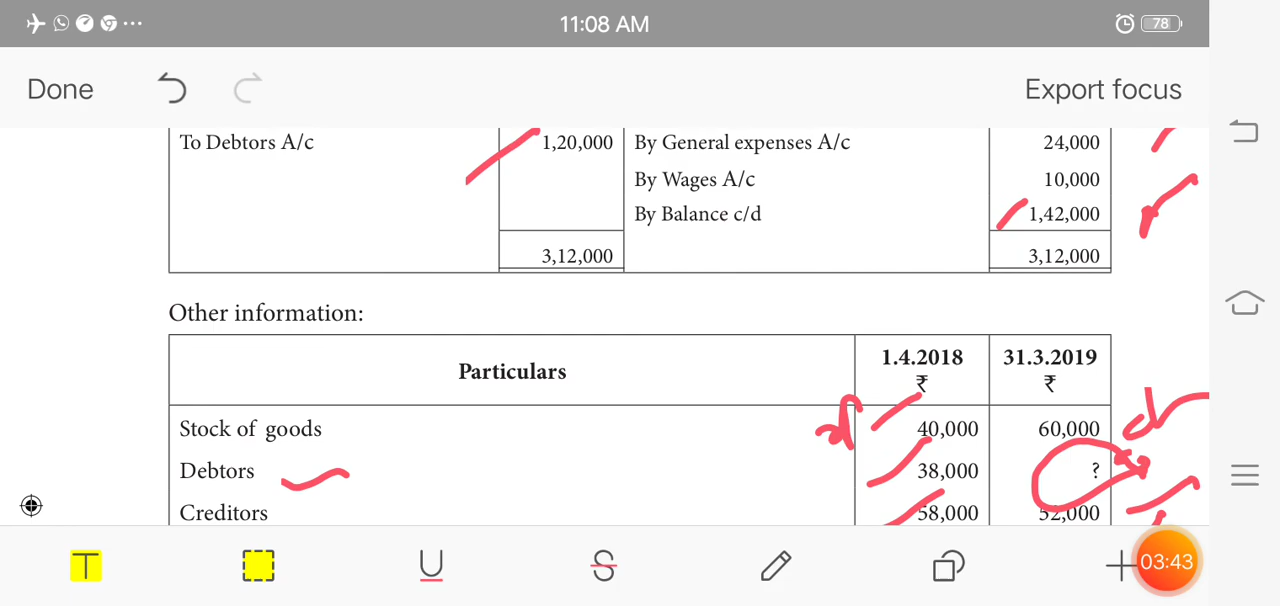 11:08 AM
78
Done
Export focus
To Debtors A/c 1,20,000 By General expenses A/c 24,000
By Wages A/c 10,000
By Balance c/d 1,42,000
3,12,000 3,12,000
Other information:
Particulars 1.4.2018 31.3.2019
₹ ₹
Stock of goods 40,000 60,000
Debtors 38,000 ?
Creditors 58,000 52,000
T U S
03:43